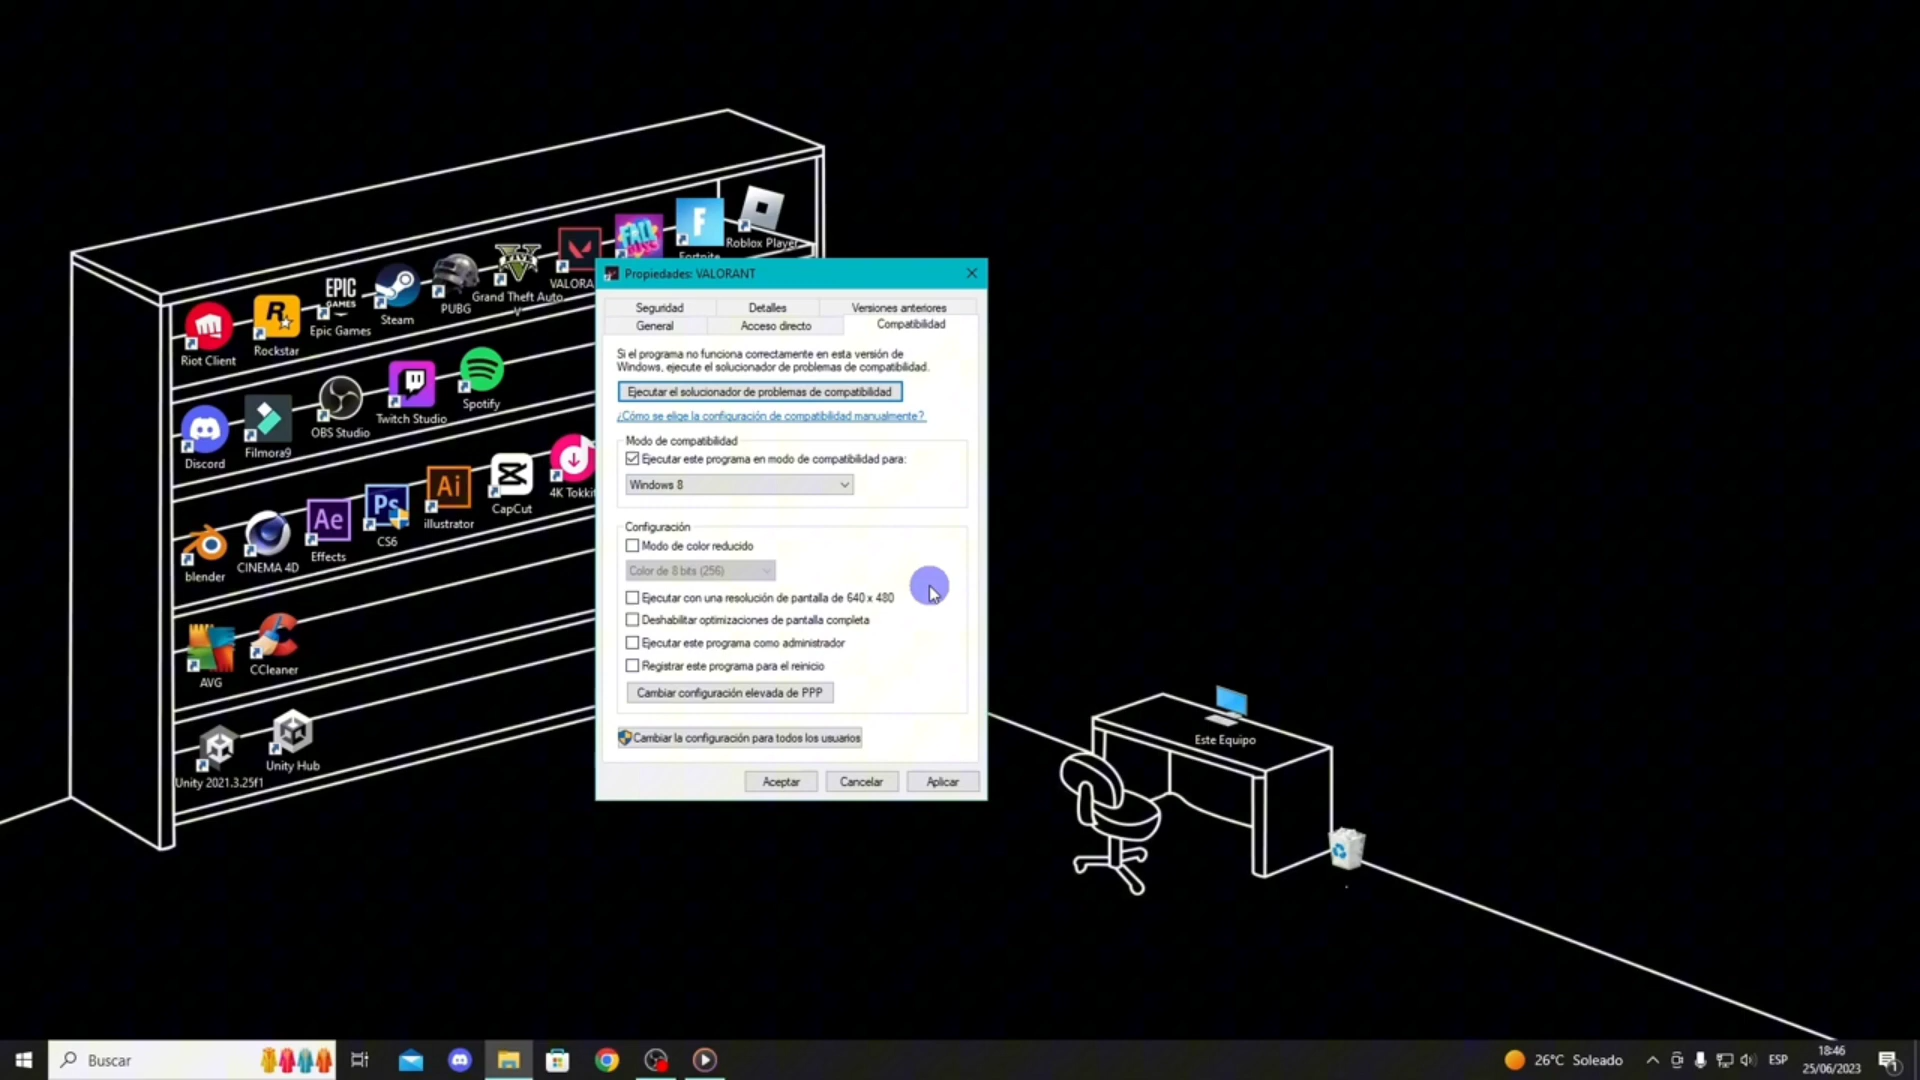 Roblox Player
Fortnite
VALORA
Grand Theft Auto
V
PUBG
Steam
EPIC
GAMES
Epic Games
Rockstar
Riot Client
Spotify
Twitch Studio
OBS Studio
Filmora9
Discord
4K Tokkit
CapCut
Ai
illustrator
Ps
CS6
Ae
Effects
CINEMA 4D
blender
CCleaner
AVG
Unity Hub
Unity 2021.3.25f1
Propiedades: VALORANT
Seguridad
Detalles
Versiones anteriores
General
Acceso directo
Compatibilidad
Si el programa no funciona correctamente en esta versión de
Windows, ejecute el solucionador de problemas de compatibilidad.
Ejecutar el solucionador de problemas de compatibilidad
¿Cómo se elige la configuración de compatibilidad manualmente?
Modo de compatibilidad
Ejecutar este programa en modo de compatibilidad para:
Windows 8
Configuración
Modo de color reducido
Color de 8 bits (256)
Ejecutar con una resolución de pantalla de 640 x 480
Deshabilitar optimizaciones de pantalla completa
Ejecutar este programa como administrador
Registrar este programa para el reinicio
Cambiar configuración elevada de PPP
Cambiar la configuración para todos los usuarios
Aceptar
Cancelar
Aplicar
Este Equipo
Buscar
26°C Soleado
ESP
18:46
25/06/2023
1